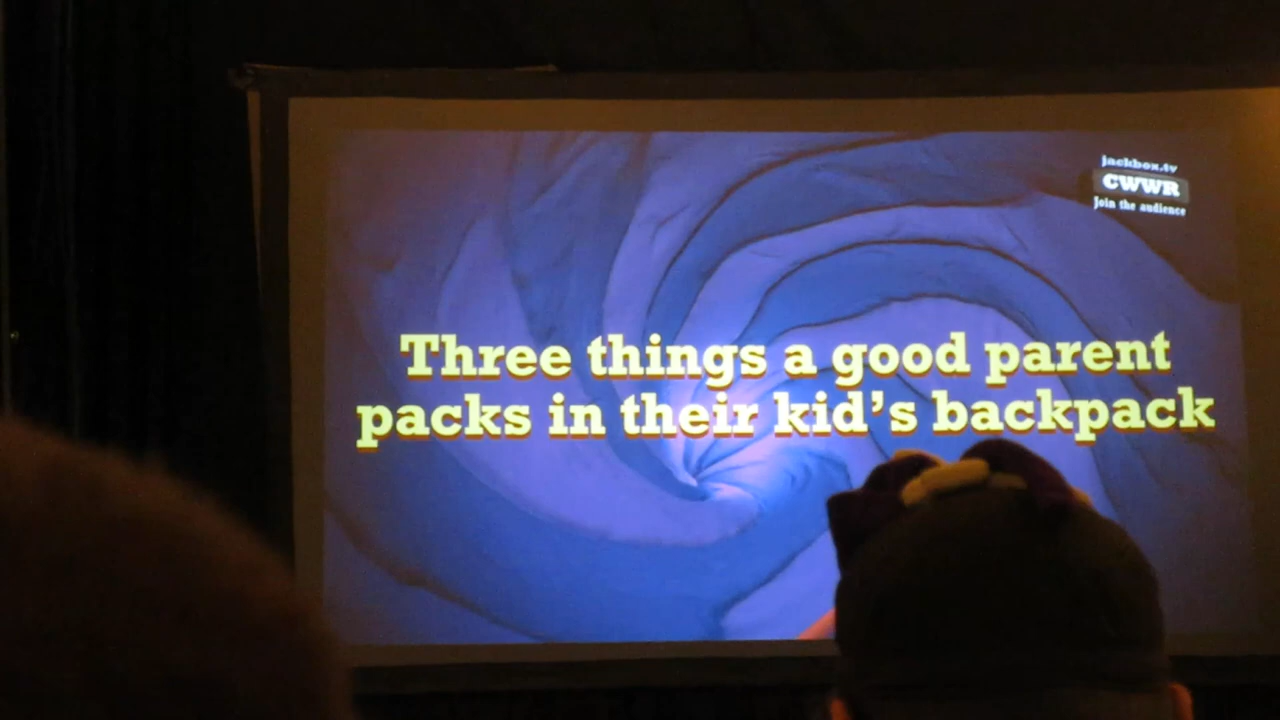 jackbox.tv
CWWR
Join the audience
Three things a good parent
packs in their kid’s backpack